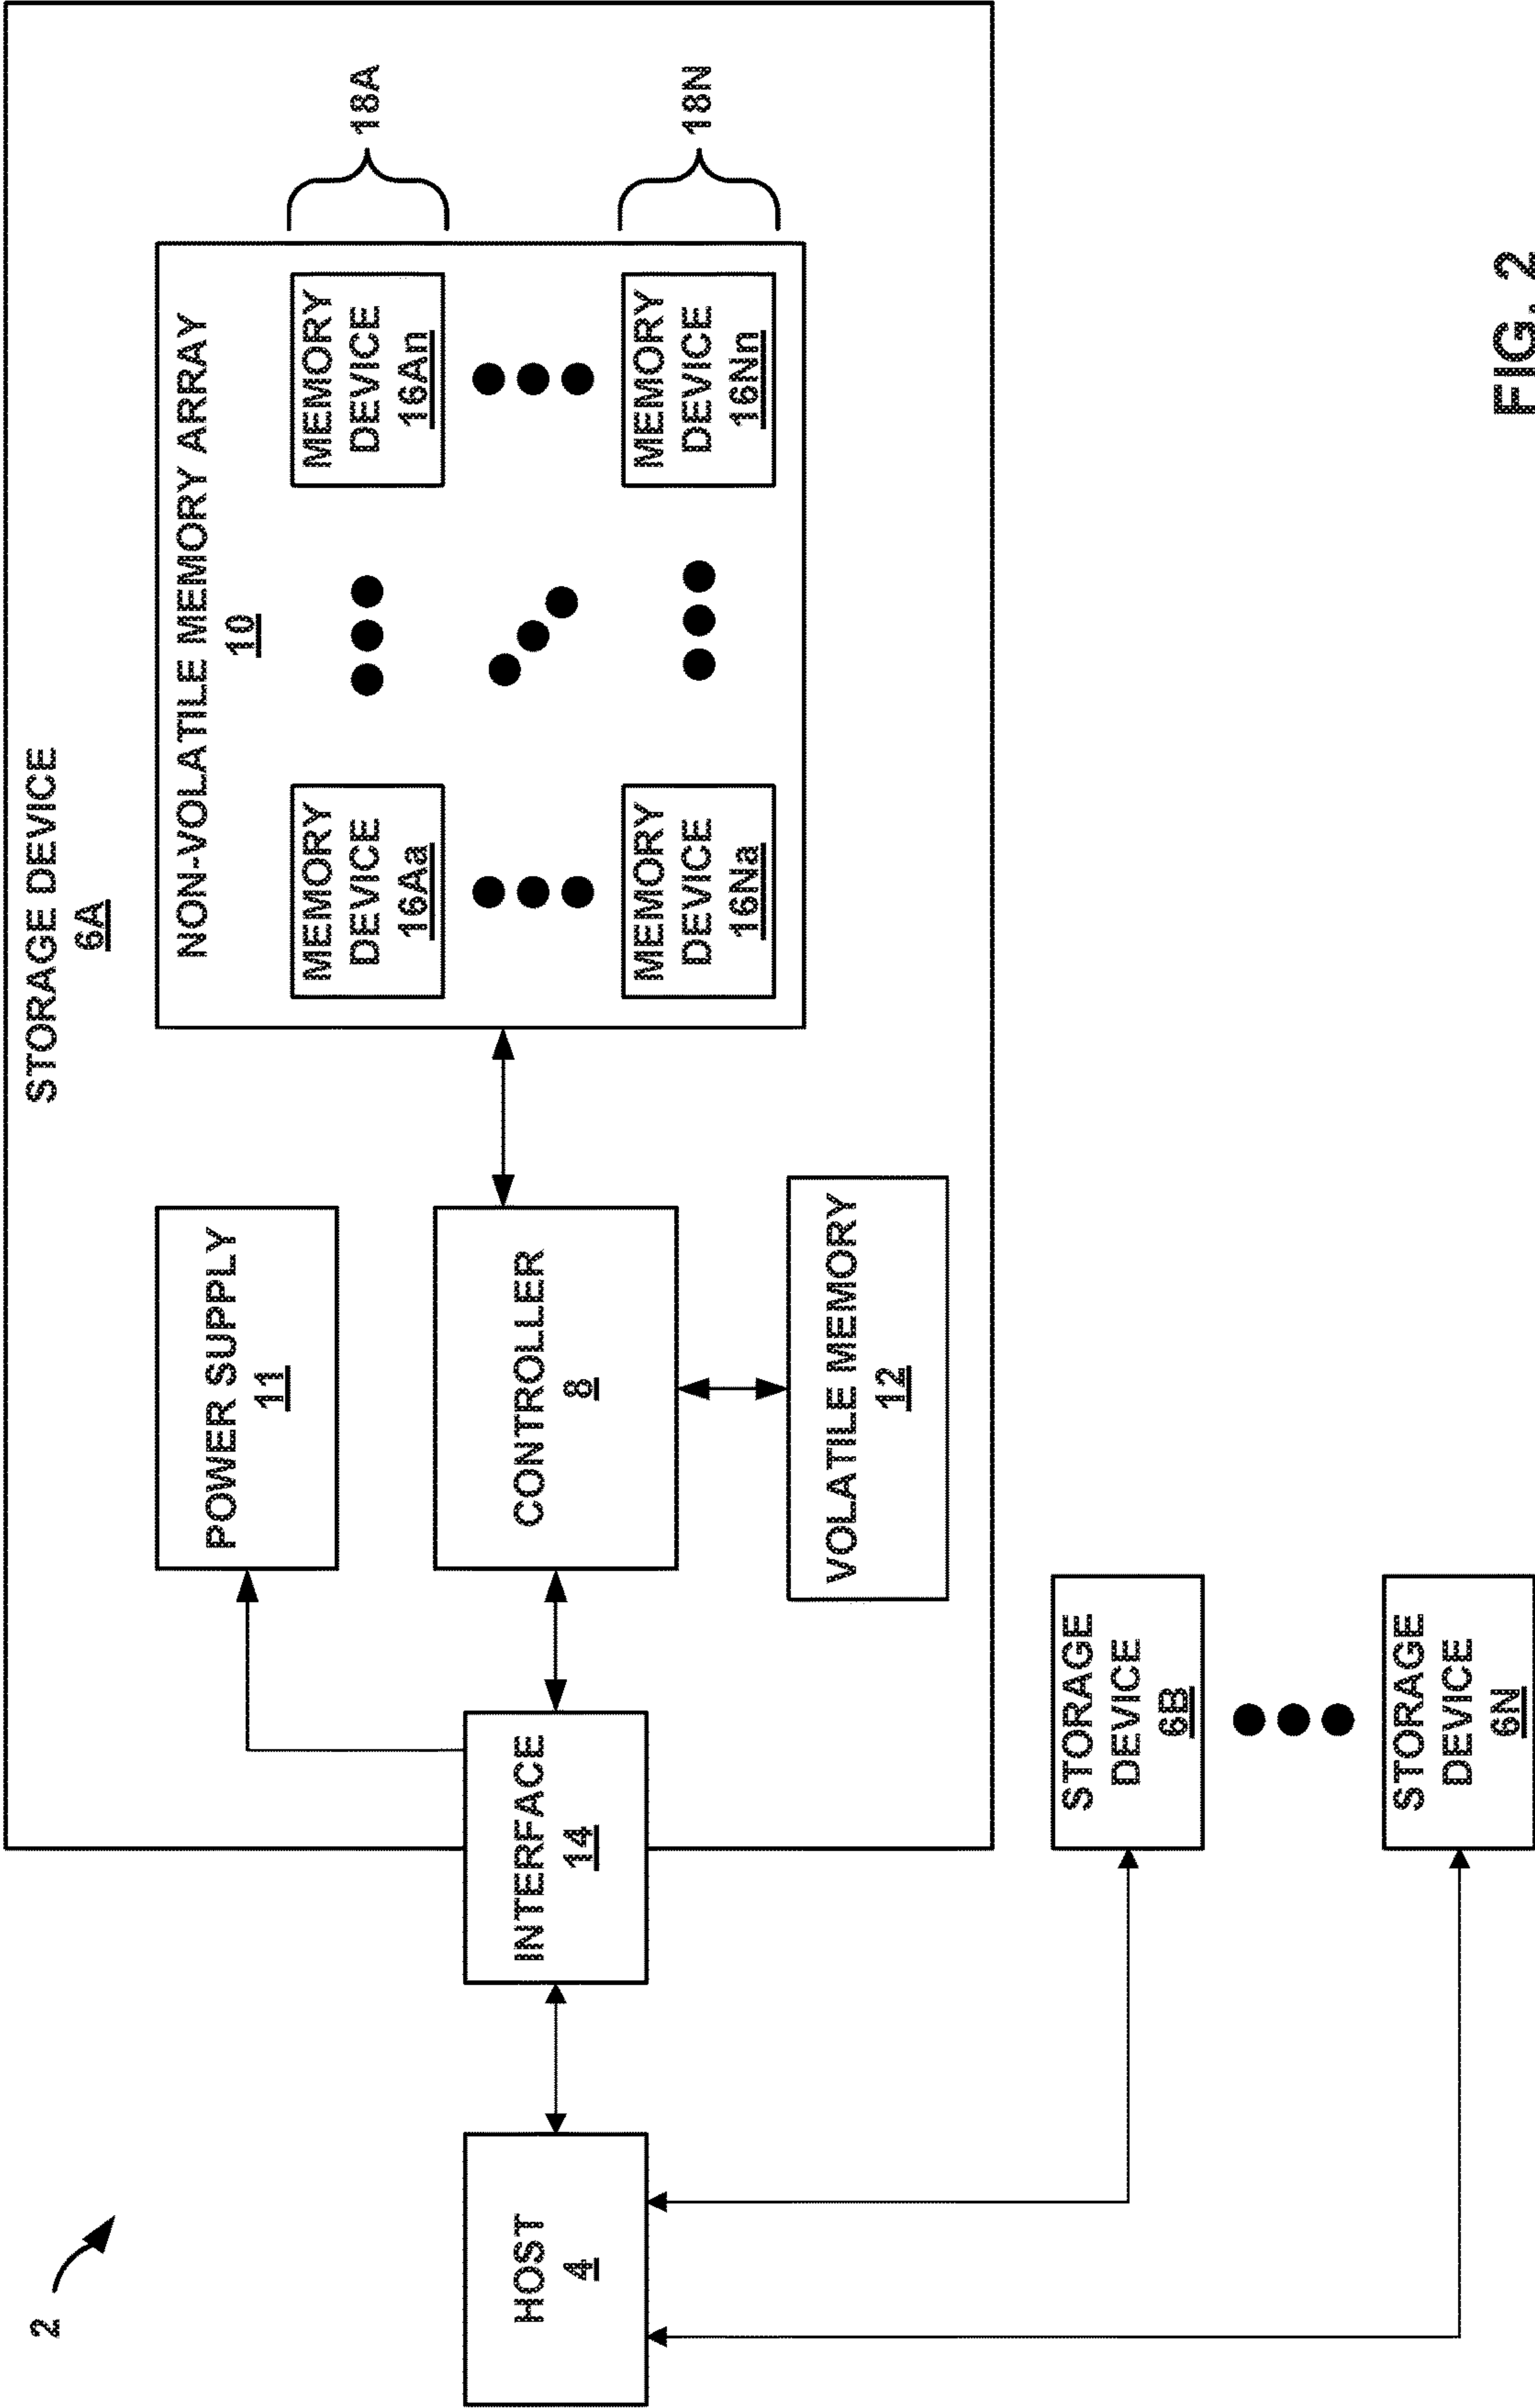 2
STORAGE DEVICE
6A
NON-VOLATILE MEMORY ARRAY
10
POWER SUPPLY
11
MEMORY
DEVICE
16Aa
MEMORY
DEVICE
16An
18A
HOST
4
INTERFACE
14
CONTROLLER
8
MEMORY
DEVICE
16Na
MEMORY
DEVICE
16Nn
18N
VOLATILE MEMORY
12
STORAGE
DEVICE
6B
STORAGE
DEVICE
6N
FIG. 2